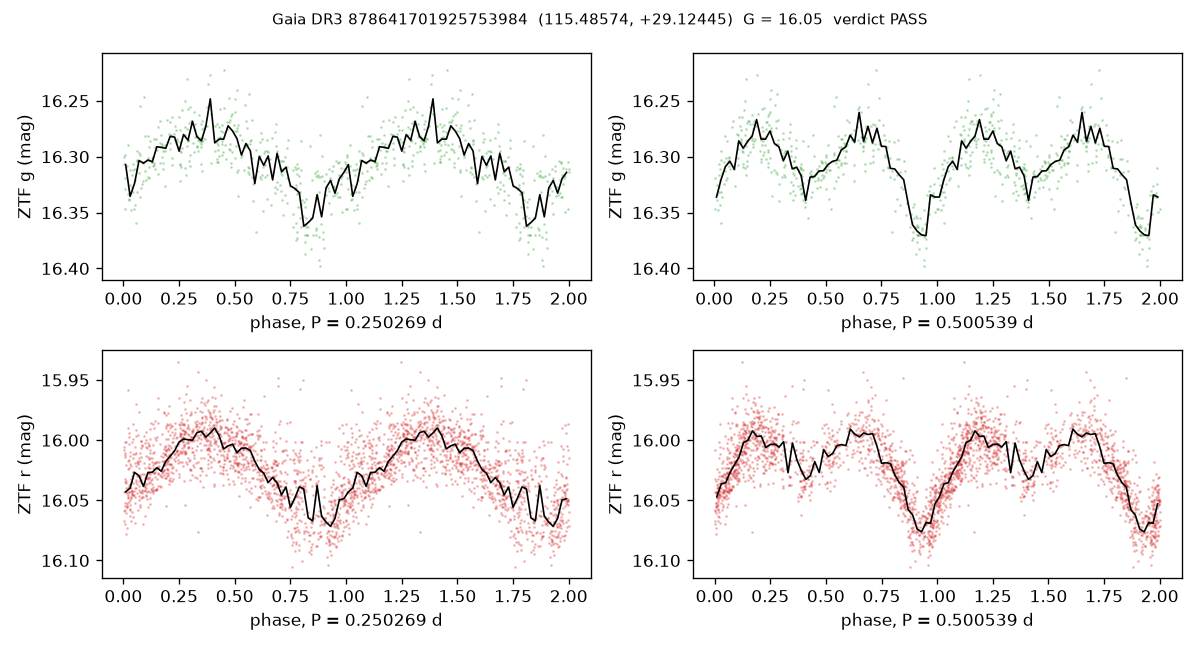 Gaia DR3 878641701925753984 (115.48574, +29.12445) G = 16.05 verdict PASS
ZTF g (mag)
16.25
16.30
16.35
16.40
0.00 0.25 0.50 0.75 1.00 1.25 1.50 1.75 2.00
phase, P = 0.250269 d
ZTF g (mag)
16.25
16.30
16.35
16.40
0.00 0.25 0.50 0.75 1.00 1.25 1.50 1.75 2.00
phase, P = 0.500539 d
ZTF r (mag)
15.95
16.00
16.05
16.10
0.00 0.25 0.50 0.75 1.00 1.25 1.50 1.75 2.00
phase, P = 0.250269 d
ZTF r (mag)
15.95
16.00
16.05
16.10
0.00 0.25 0.50 0.75 1.00 1.25 1.50 1.75 2.00
phase, P = 0.500539 d